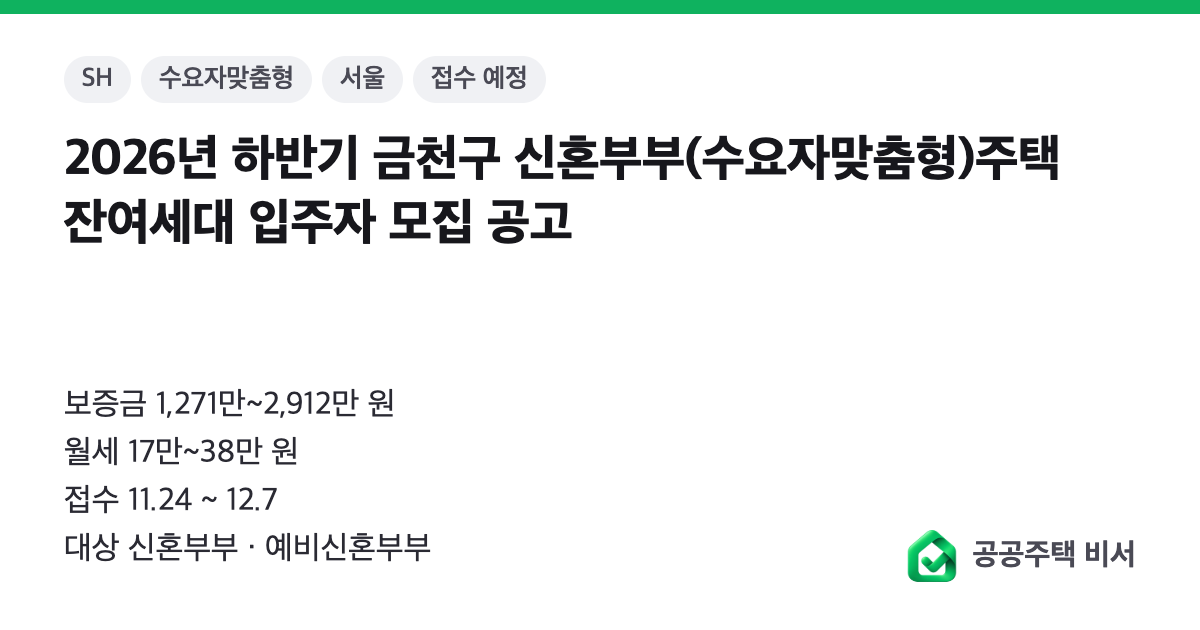 SH 수요자맞춤형 서울 접수 예정
2026년 하반기 금천구 신혼부부(수요자맞춤형)주택
잔여세대 입주자 모집 공고
보증금 1,271만~2,912만 원
월세 17만~38만 원
접수 11.24 ~ 12.7
대상 신혼부부 · 예비신혼부부
공공주택 비서